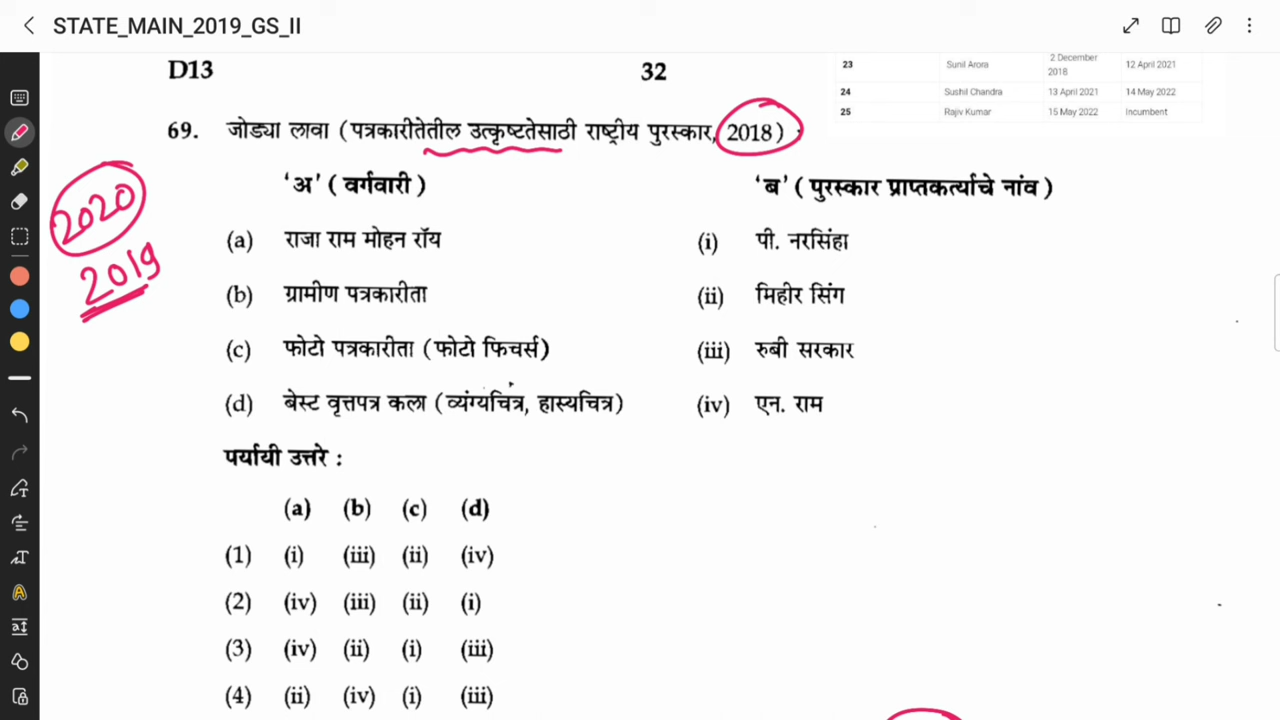 STATE_MAIN_2019_GS_II
D13
32
23 Sunil Arora 2 December 2018 12 April 2021
24 Sushil Chandra 13 April 2021 14 May 2022
25 Rajiv Kumar 15 May 2022 Incumbent
69. जोड्या लावा (पत्रकारीतेतील उत्कृष्टतेसाठी राष्ट्रीय पुरस्कार, 2018) :
2020
2019
‘अ’ (वर्गवारी) ‘ब’ (पुरस्कार प्राप्तकर्त्याचे नांव)
(a) राजा राम मोहन रॉय (i) पी. नरसिंहा
(b) ग्रामीण पत्रकारीता (ii) मिहीर सिंग
(c) फोटो पत्रकारीता (फोटो फिचर्स) (iii) रुबी सरकार
(d) बेस्ट वृत्तपत्र कला (व्यंग्यचित्र, हास्यचित्र) (iv) एन. राम
पर्यायी उत्तरे :
(a) (b) (c) (d)
(1) (i) (iii) (ii) (iv)
(2) (iv) (iii) (ii) (i)
(3) (iv) (ii) (i) (iii)
(4) (ii) (iv) (i) (iii)